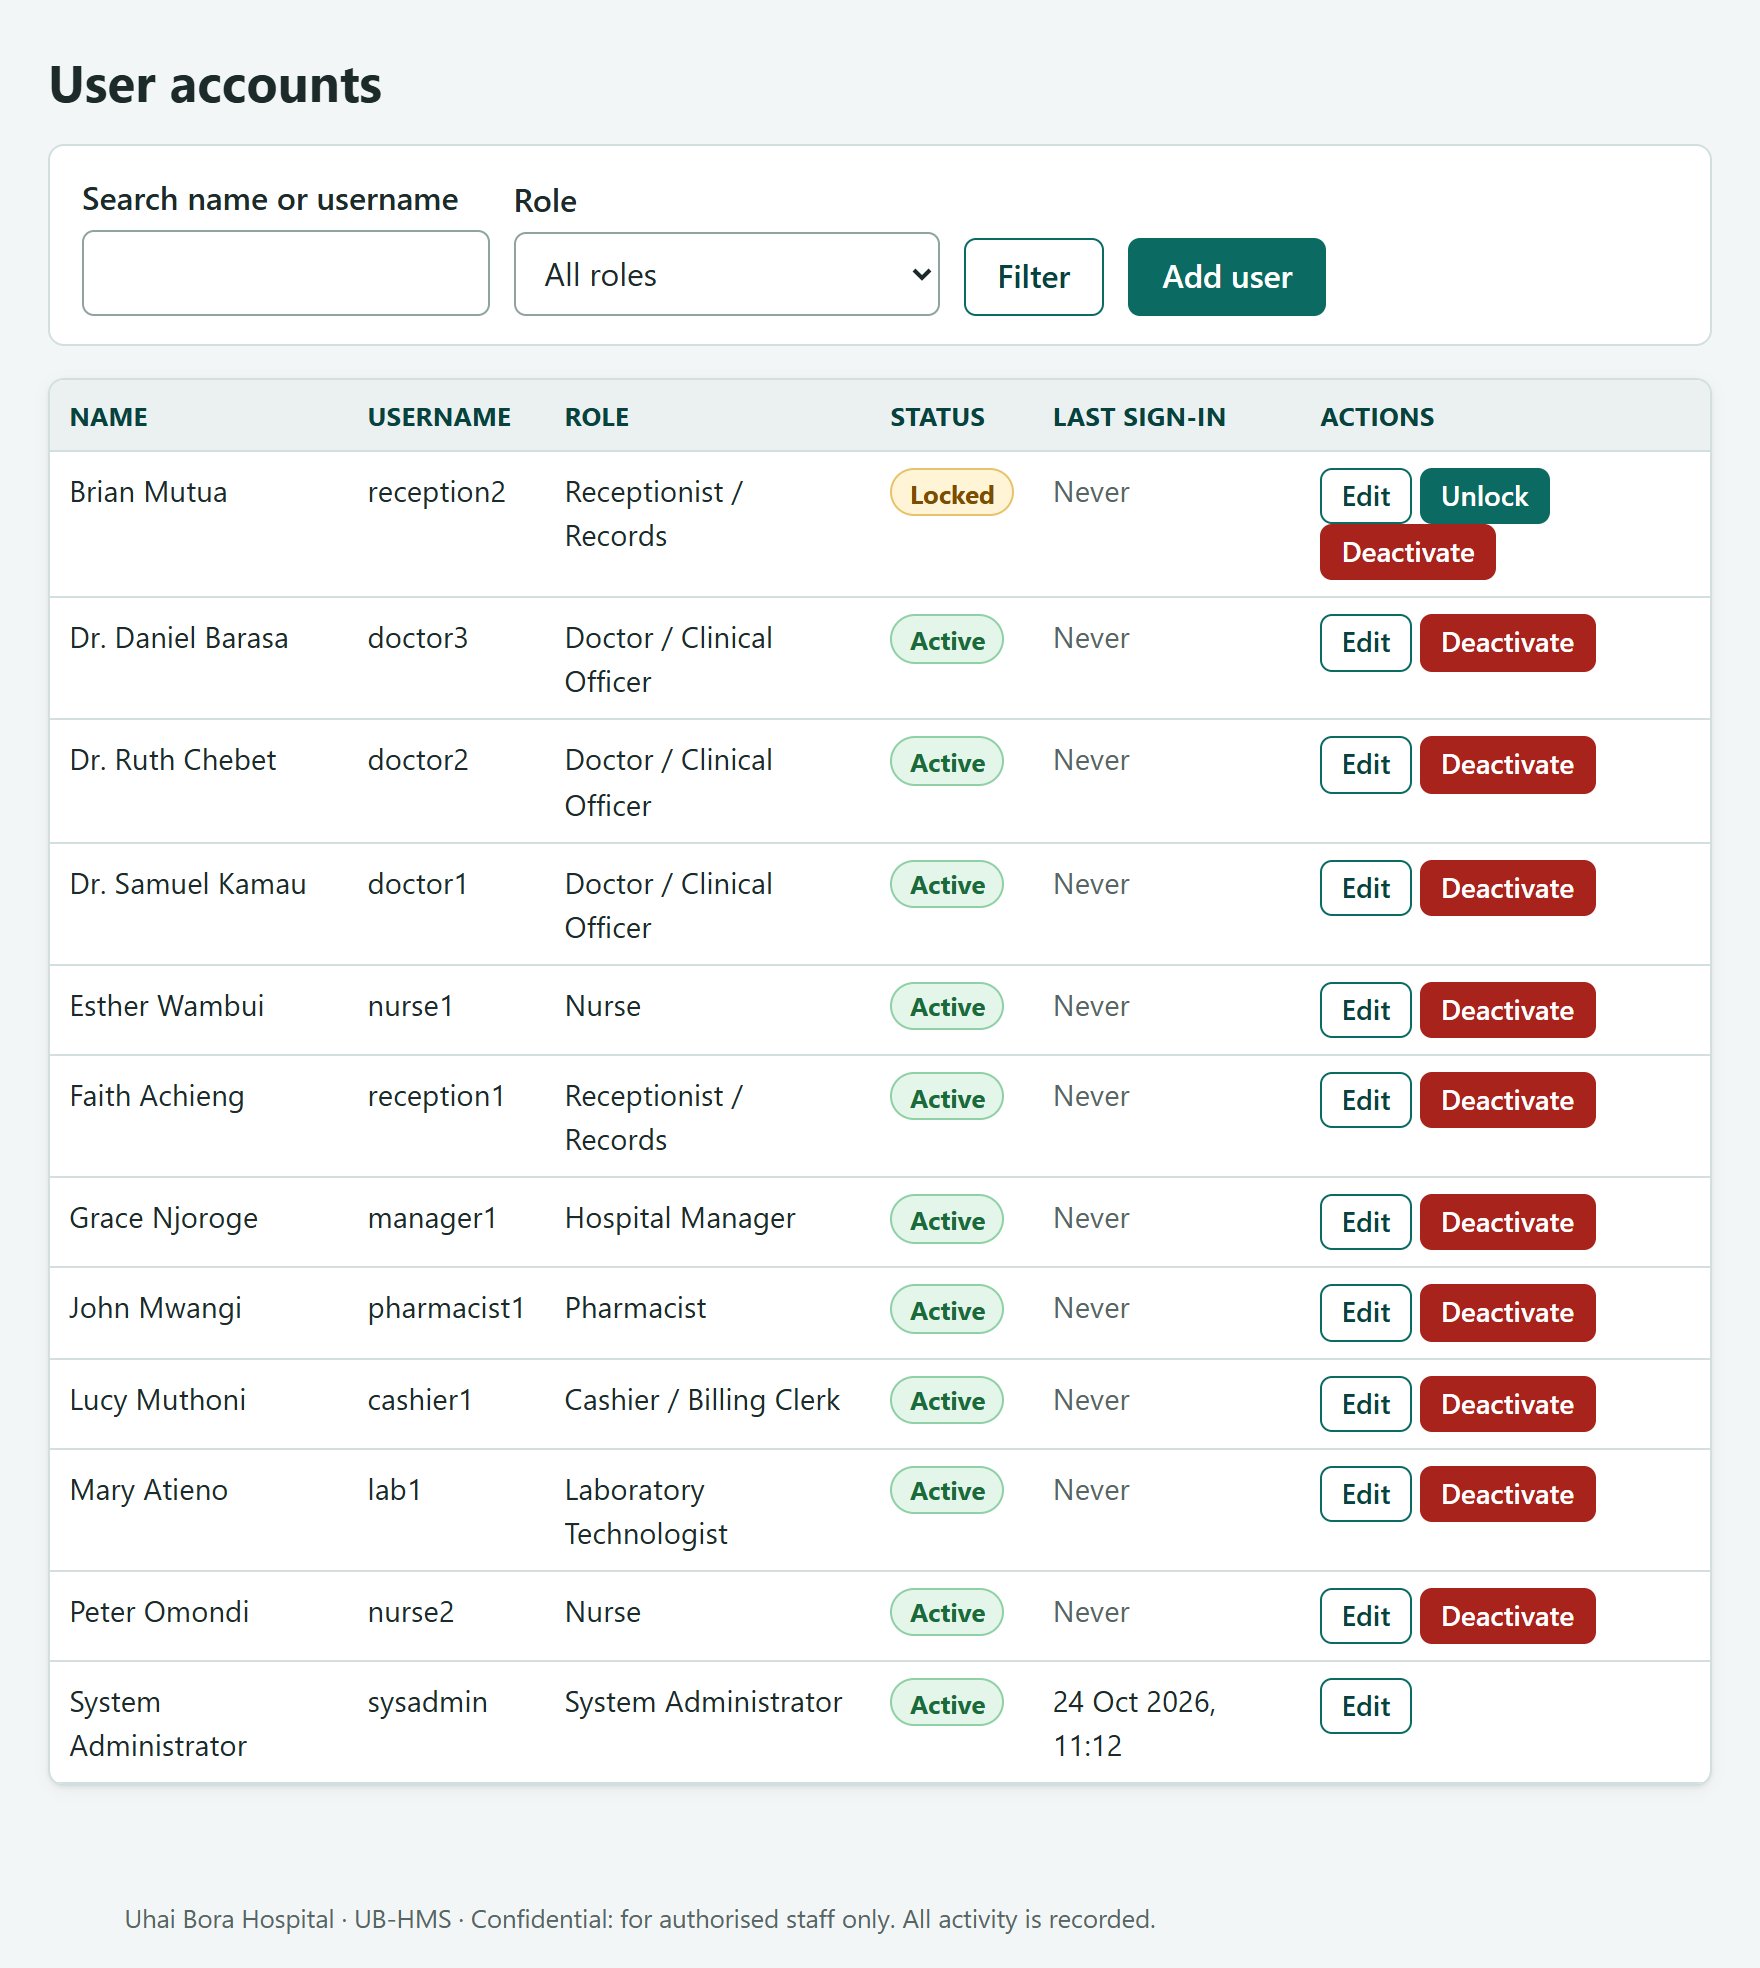 User accounts
Search name or username Role
All roles Filter Add user
NAME USERNAME ROLE STATUS LAST SIGN-IN ACTIONS
Brian Mutua reception2 Receptionist / Locked Never Edit Unlock
Records Deactivate
Dr. Daniel Barasa doctor3 Doctor / Clinical Active Never Edit Deactivate
Officer
Dr. Ruth Chebet doctor2 Doctor / Clinical Active Never Edit Deactivate
Officer
Dr. Samuel Kamau doctor1 Doctor / Clinical Active Never Edit Deactivate
Officer
Esther Wambui nurse1 Nurse Active Never Edit Deactivate
Faith Achieng reception1 Receptionist / Active Never Edit Deactivate
Records
Grace Njoroge manager1 Hospital Manager Active Never Edit Deactivate
John Mwangi pharmacist1 Pharmacist Active Never Edit Deactivate
Lucy Muthoni cashier1 Cashier / Billing Clerk Active Never Edit Deactivate
Mary Atieno lab1 Laboratory Active Never Edit Deactivate
Technologist
Peter Omondi nurse2 Nurse Active Never Edit Deactivate
System sysadmin System Administrator Active 24 Oct 2026, Edit
Administrator 11:12
Uhai Bora Hospital · UB-HMS · Confidential: for authorised staff only. All activity is recorded.